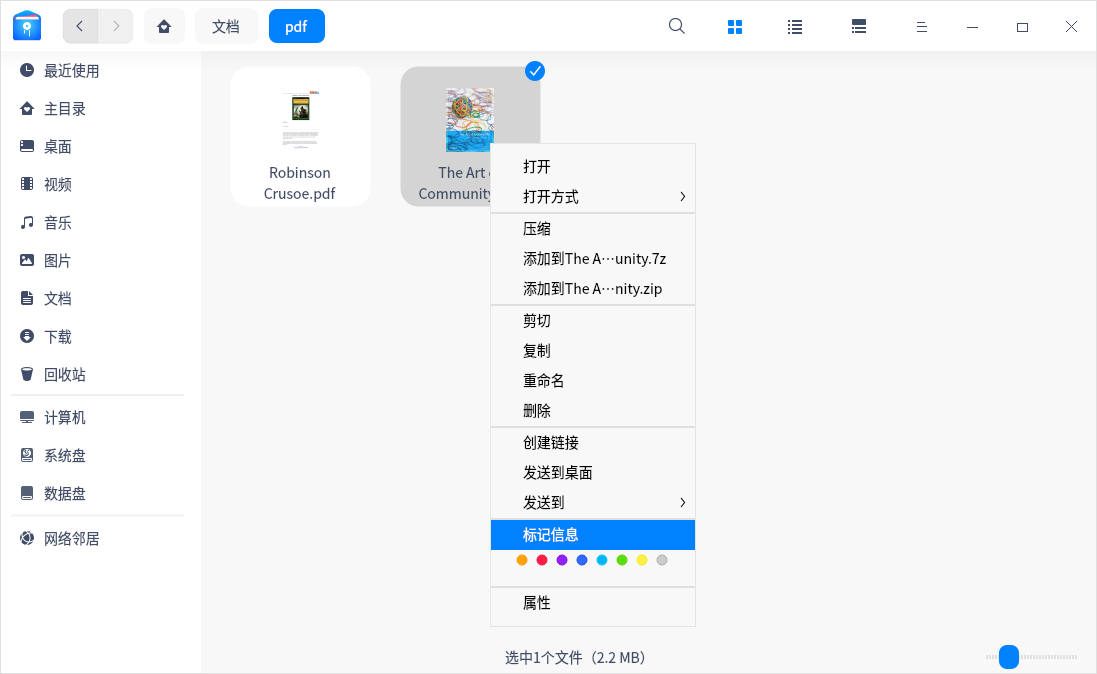 文档
pdf
最近使用
主目录
桌面
视频
音乐
图片
文档
下载
回收站
计算机
系统盘
数据盘
网络邻居
Robinson
Crusoe.pdf
The Art
Community
打开
打开方式
压缩
添加到The A⋯unity.7z
添加到The A⋯nity.zip
剪切
复制
重命名
删除
创建链接
发送到桌面
发送到
标记信息
属性
选中1个文件（2.2 MB）